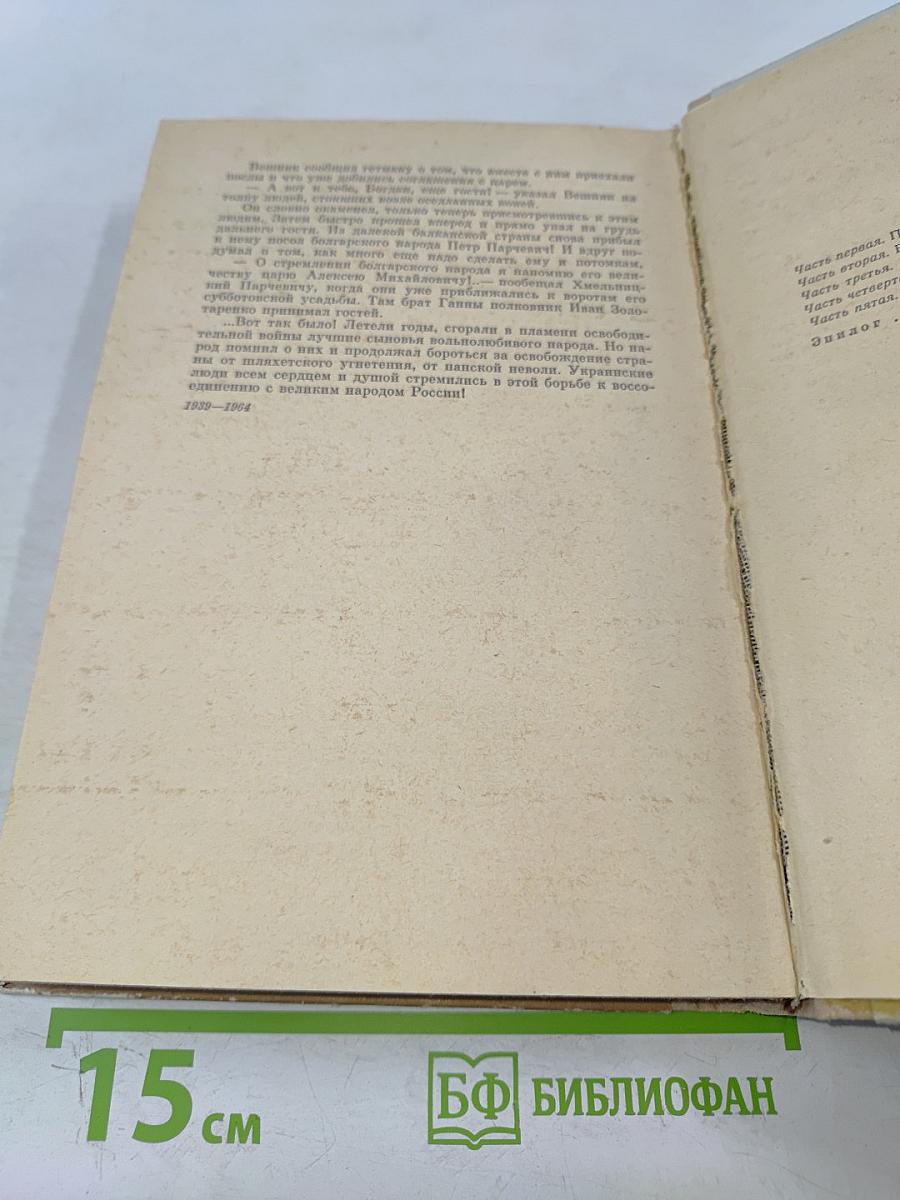 Вешняк сообщил гетману о том, что вместе с ним приехали
послы и что уже добились соглашения с царем.
— А вот и тебе, Богдан, еще гости! — указал Вешняк на
толпу людей, стоявших возле оседланных коней.
Он словно окаменел, только теперь присмотревшись к этим
людям. Затем быстро прошел вперед и прямо упал на грудь
дальнего гостя. Из далекой балканской страны снова прибыл
к нему посол болгарского народа Петр Парчевич! И вдруг по-
думал о том, как много еще надо сделать ему и потомкам,
— О стремлении болгарского народа я напомню его вели-
честву царю Алексею Михайловичу!..— пообещал Хмельниц-
кий Парчевичу, когда они уже приближались к воротам его
субботовской усадьбы. Там брат Ганны полковник Иван Золо-
таренко принимал гостей.
...Вот так было! Летели годы, сгорали в пламени освободи-
тельной войны лучшие сыновья вольнолюбивого народа. Но на-
род помнил о них и продолжал бороться за освобождение стра-
ны от шляхетского угнетения, от панской неволи. Украинские
люди всем сердцем и душой стремились в этой борьбе к воссо-
единению с великим народом России!
1939—1964
Часть первая. П
Часть вторая.
Часть третья.
Часть четверт
Часть пятая.
Эпилог .
15 см
БФ БИБЛИОФАН